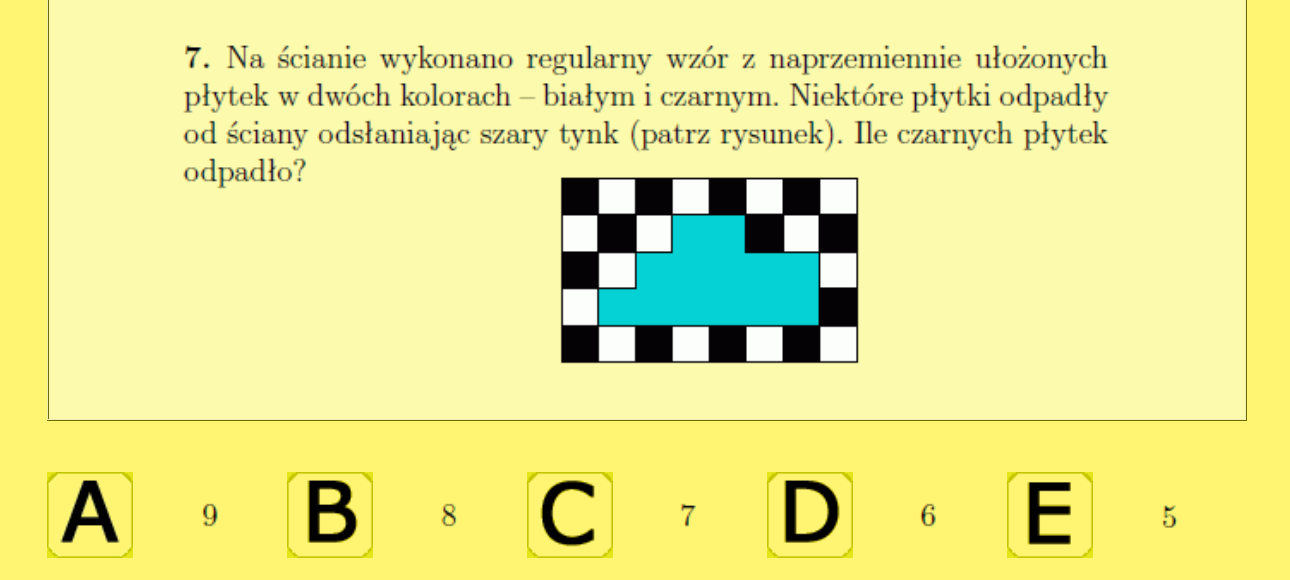 7. Na ścianie wykonano regularny wzór z naprzemiennie ułożonych
płytek w dwóch kolorach – białym i czarnym. Niektóre płytki odpadły
od ściany odsłaniając szary tynk (patrz rysunek). Ile czarnych płytek
odpadło?
A 9 B 8 C 7 D 6 E 5